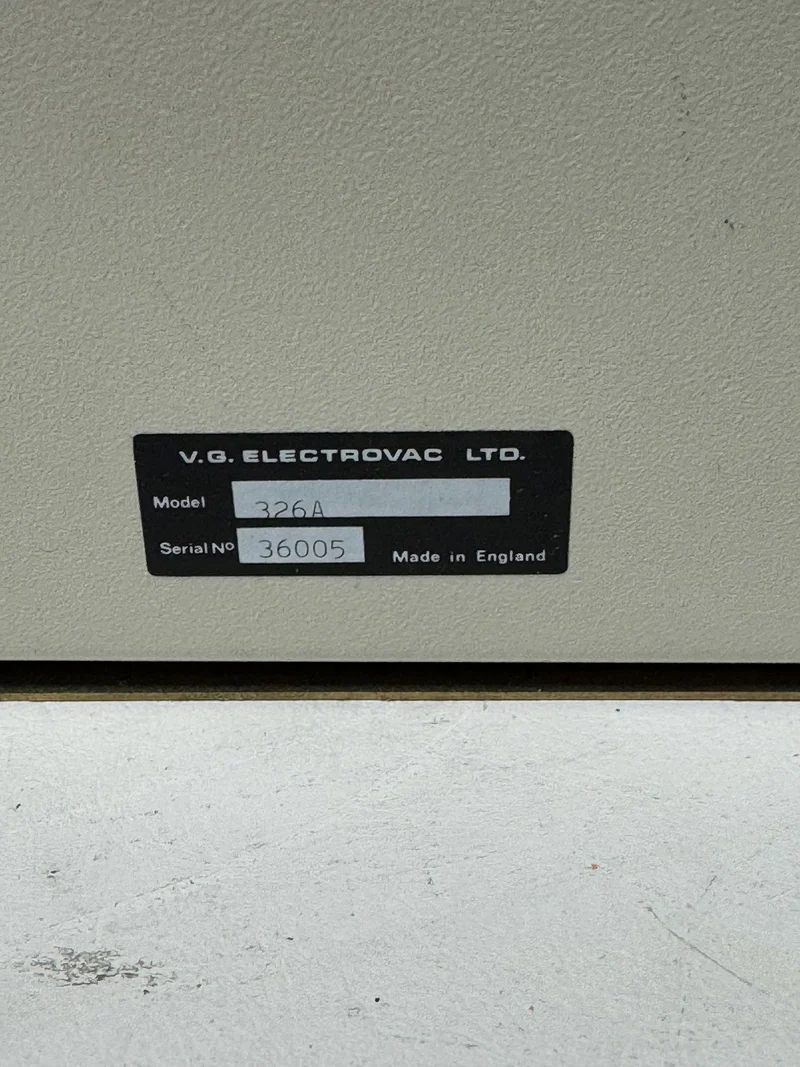 V.G. ELECTROVAC LTD.
Model 326A
Serial Nº 36005 Made in England